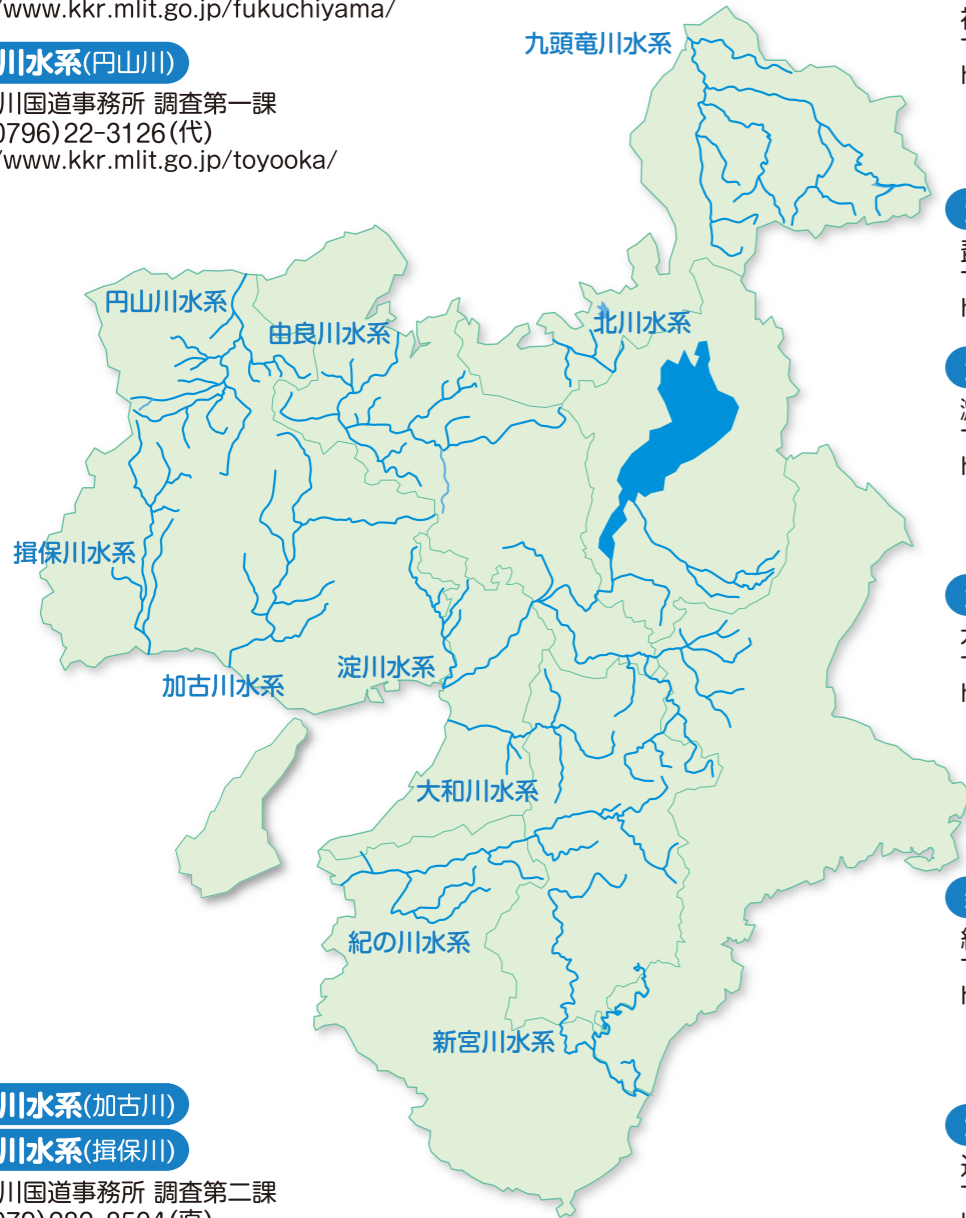 /www.kkr.mlit.go.jp/fukuchiyama/
川水系(円山川)
川国道事務所 調査第一課
0796)22-3126(代)
/www.kkr.mlit.go.jp/toyooka/
九頭竜川水系
円山川水系
由良川水系
北川水系
揖保川水系
加古川水系
淀川水系
大和川水系
紀の川水系
新宮川水系
川水系(加古川)
川水系(揖保川)
川国道事務所 調査第二課